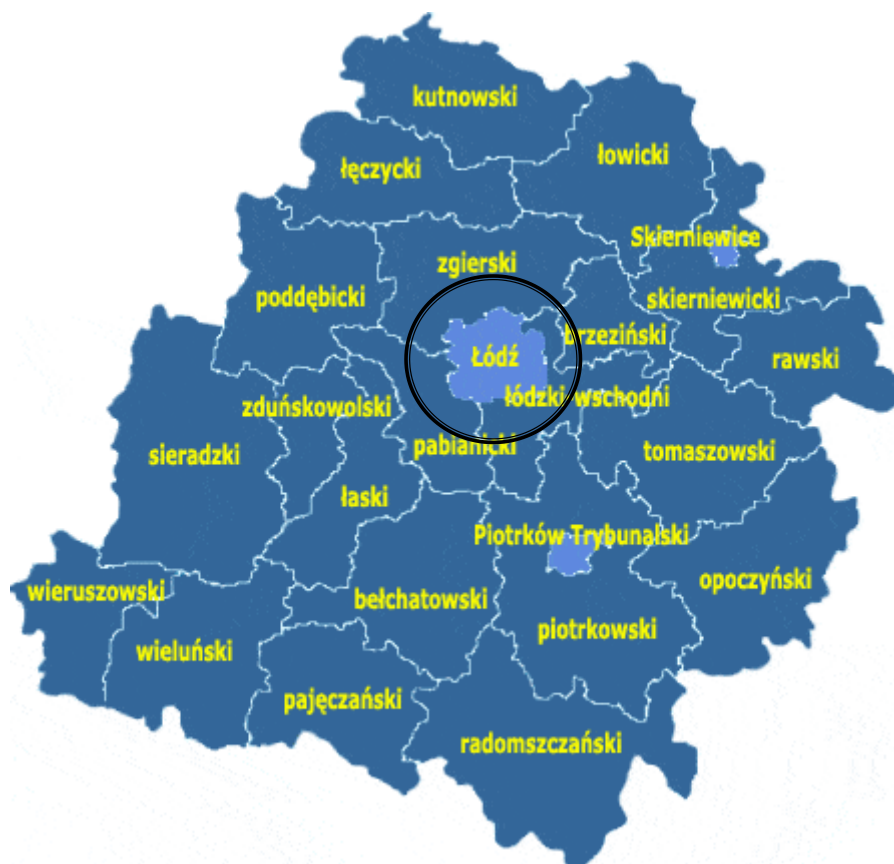 kutnowski
łowicki
łęczycki
Skierniewice
zgierski
poddębicki
skierniewicki
brzeziński
Łódź
rawski
łódzki wschodni
zduńskowolski
pabianicki
sieradzki
tomaszowski
łaski
Piotrków Trybunalski
opoczyński
wieruszowski
bełchatowski
piotrkowski
wieluński
pajęczański
radomszczański